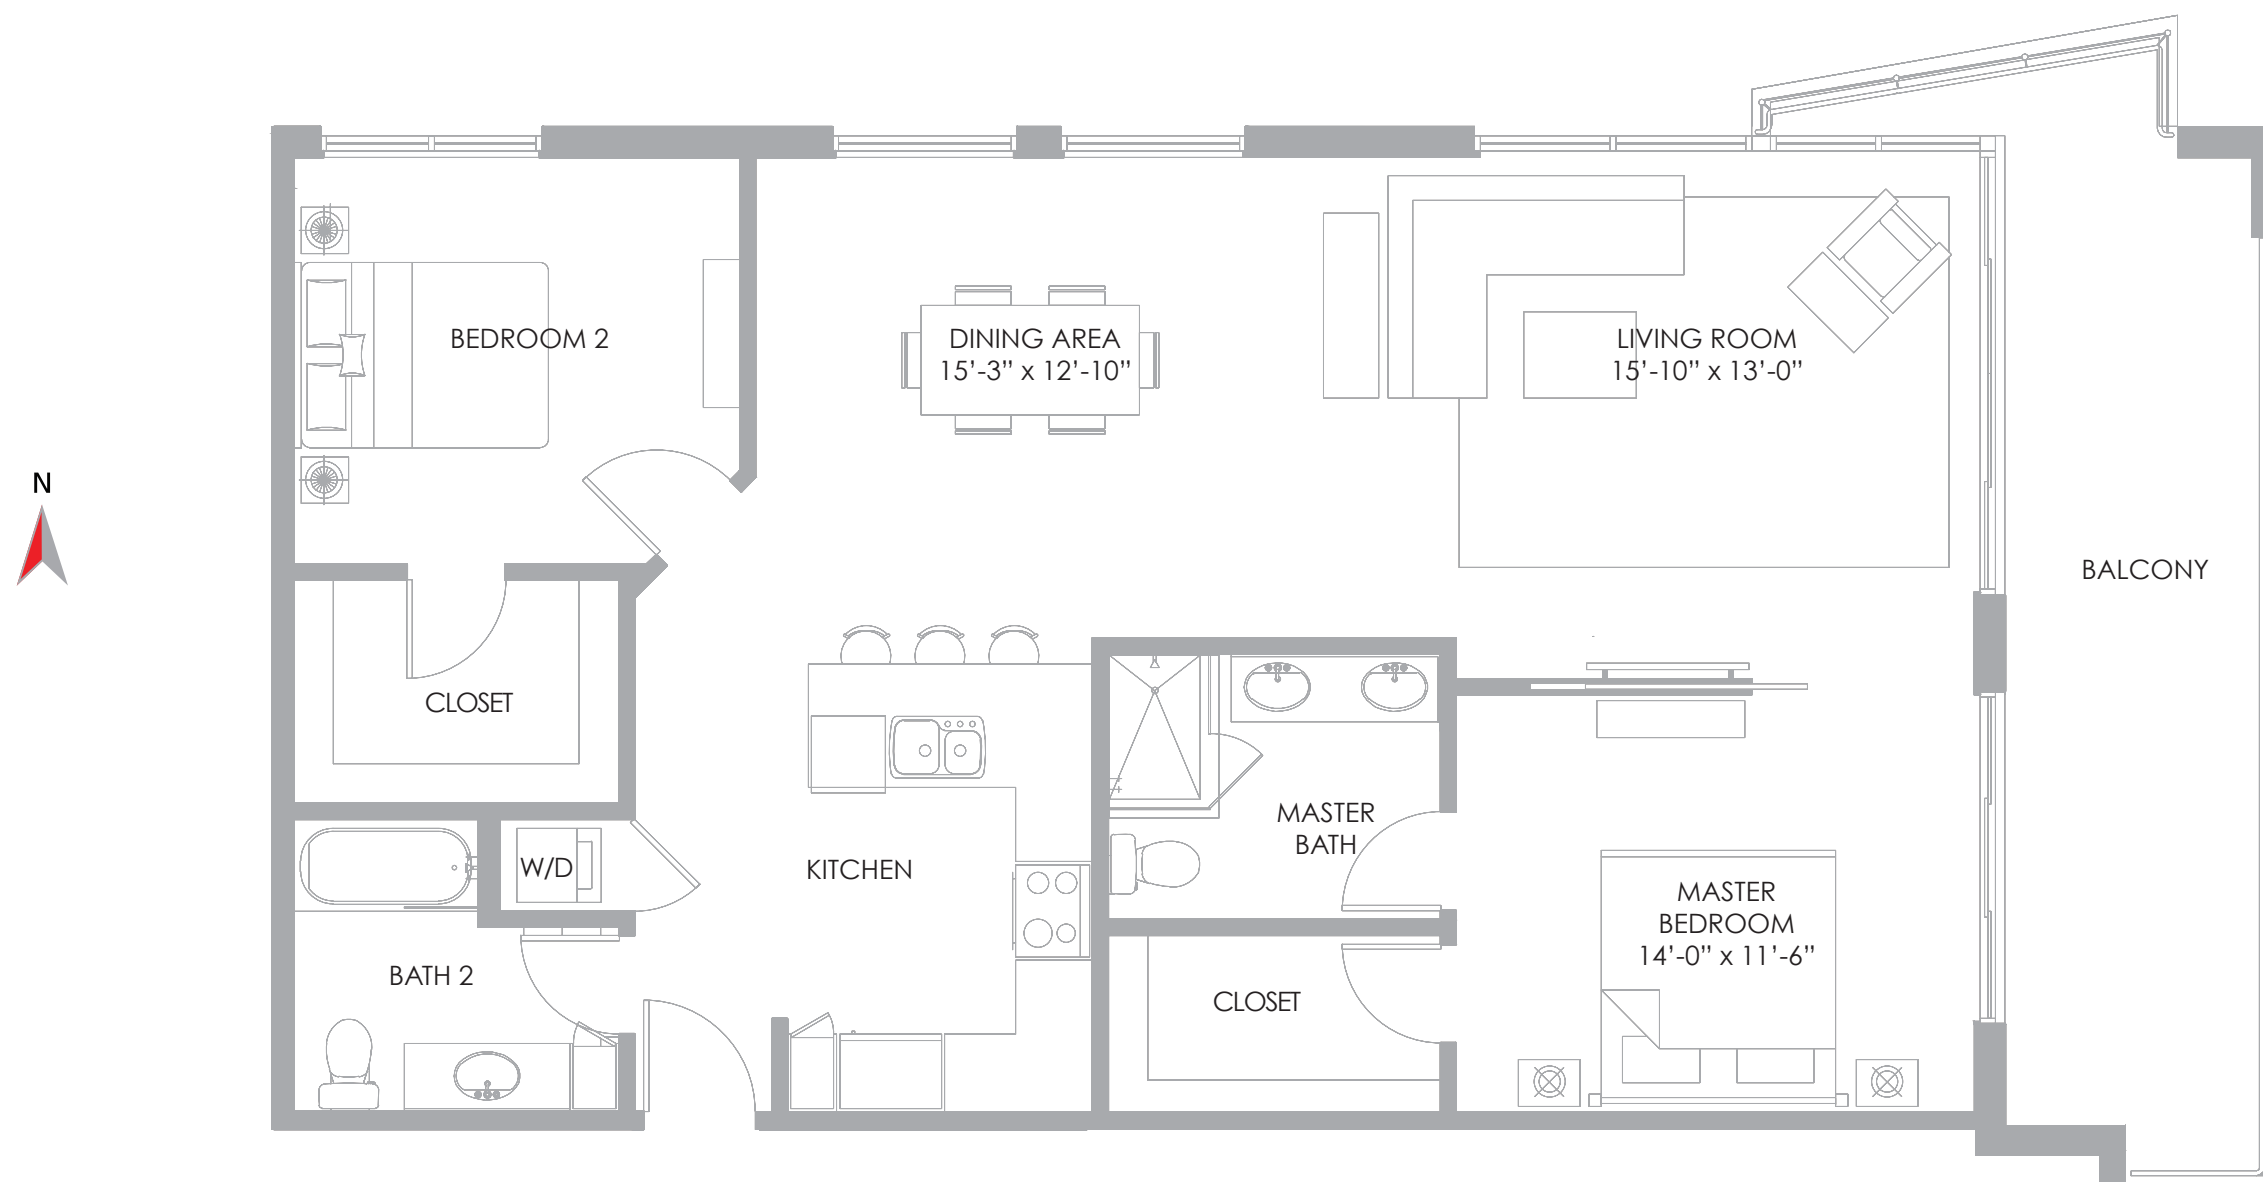 N
BEDROOM 2
DINING AREA
15’-3” x 12’-10”
LIVING ROOM
15’-10” x 13’-0”
BALCONY
CLOSET
MASTER
BATH
KITCHEN
W/D
MASTER
BEDROOM
14’-0” x 11’-6”
BATH 2
CLOSET